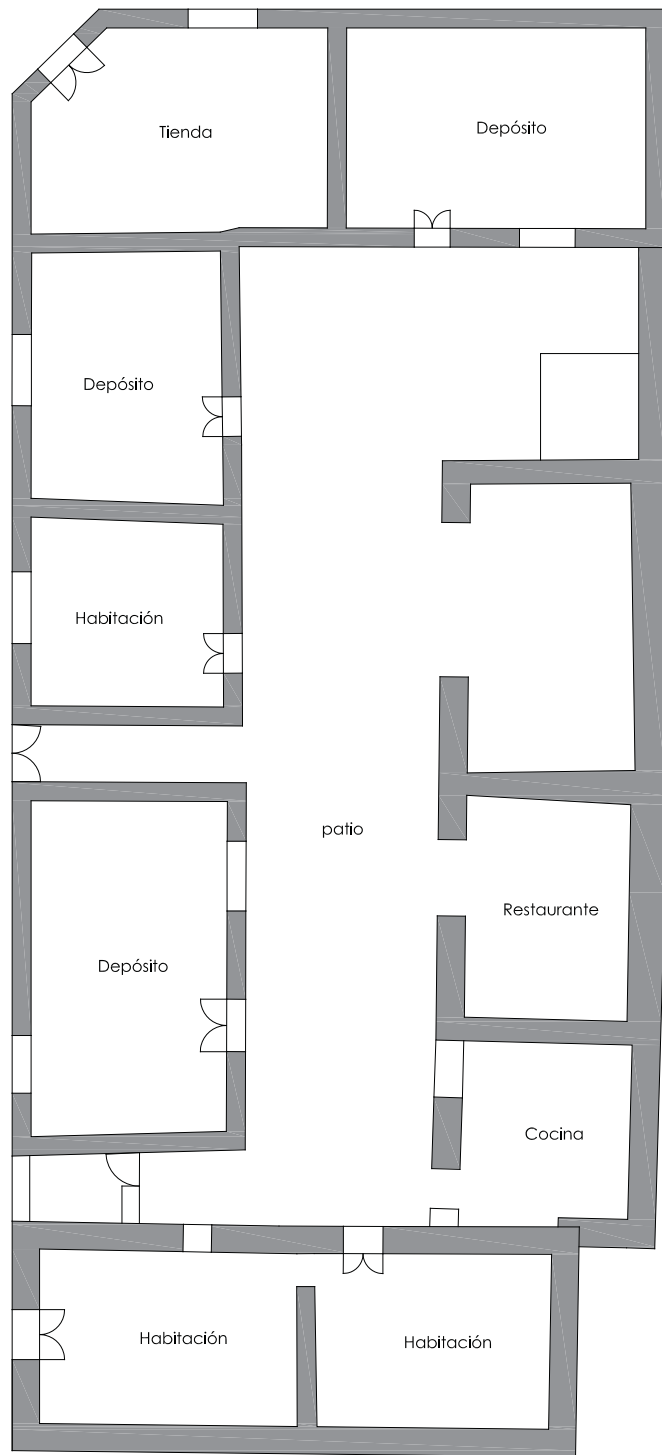 Tienda
Depósito
Depósito
Habitación
patio
Restaurante
Depósito
Cocina
Habitación
Habitación